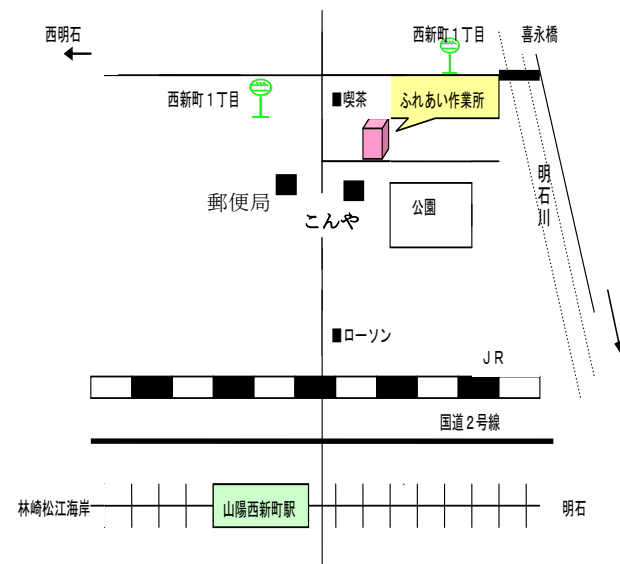 西明石
西新町１丁目
喜永橋
西新町１丁目
喫茶
ふれあい作業所
明石川
郵便局
こんや
公園
ローソン
ＪＲ
国道２号線
林崎松江海岸
山陽西新町駅
明石